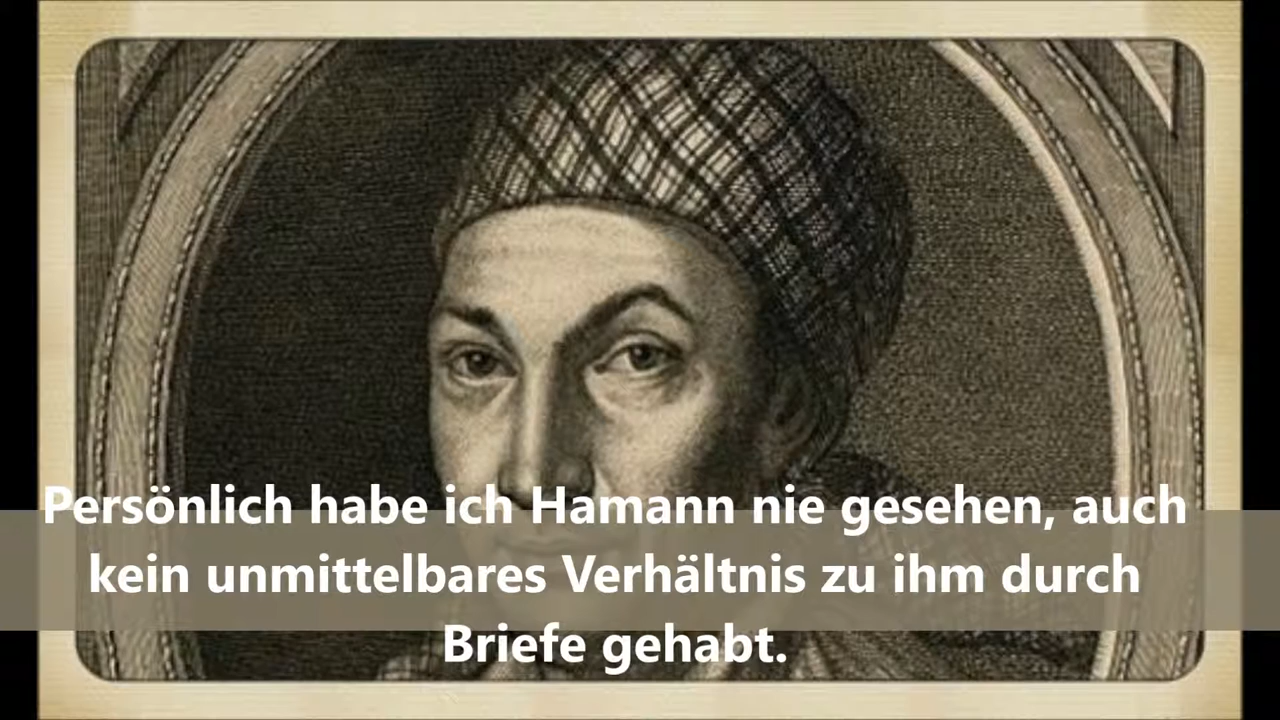 Persönlich habe ich Hamann nie gesehen, auch
kein unmittelbares Verhältnis zu ihm durch
Briefe gehabt.